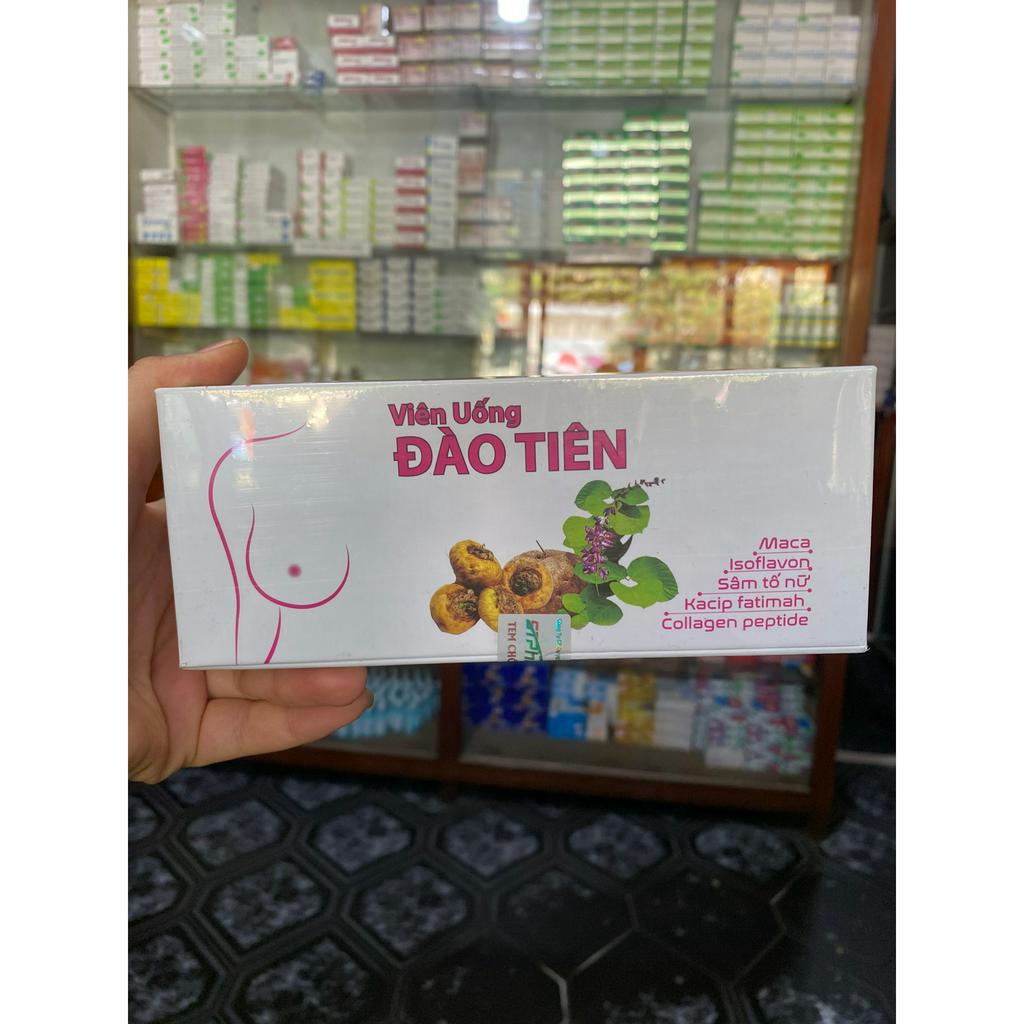 Viên Uống
ĐÀO TIÊN
Maca
Isoflavon
Sâm tố nữ
Kacip fatimah
Collagen peptide